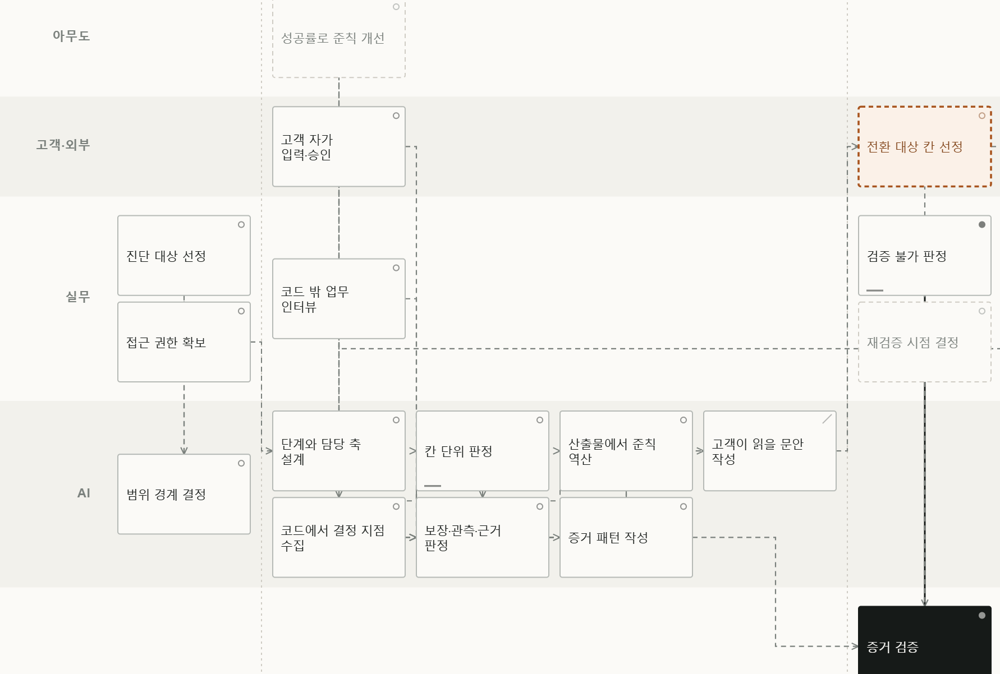 아무도
성공률로 준칙 개선
고객·외부
고객 자가
입력·승인
전환 대상 칸 선정
실무
진단 대상 선정
접근 권한 확보
코드 밖 업무
인터뷰
검증 불가 판정
재검증 시점 결정
AI
범위 경계 결정
단계와 담당 축
설계
칸 단위 판정
산출물에서 준칙
역산
고객이 읽을 문안
작성
코드에서 결정 지점
수집
보장·관측·근거
판정
증거 패턴 작성
증거 검증